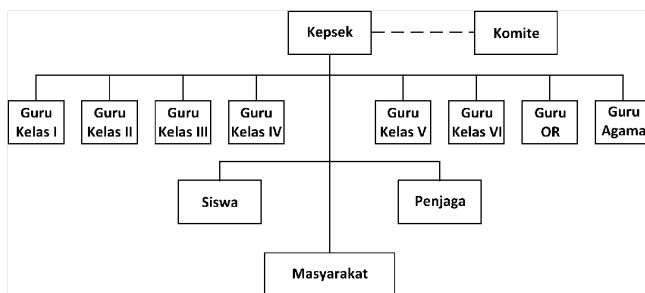 Kepsek
Komite
Guru
Kelas I
Guru
Kelas II
Guru
Kelas III
Guru
Kelas IV
Guru
Kelas V
Guru
Kelas VI
Guru
OR
Guru
Agama
Siswa
Penjaga
Masyarakat